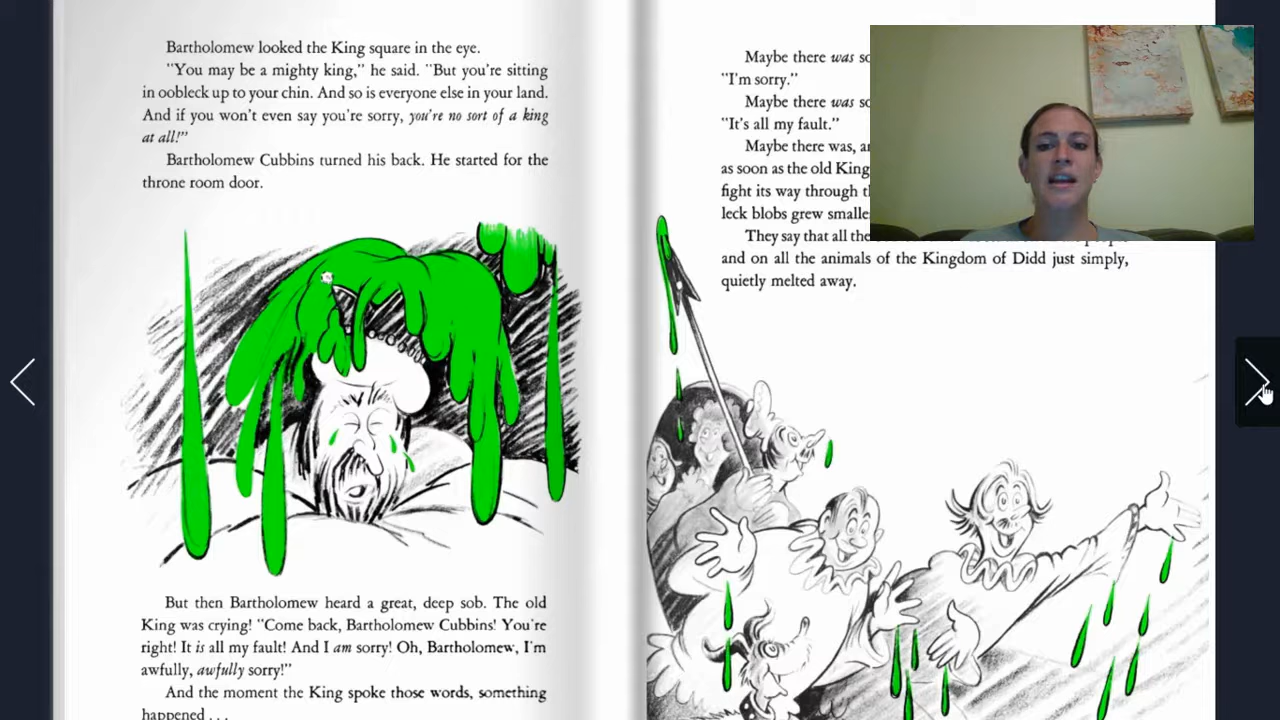 Bartholomew looked the King square in the eye.
"You may be a mighty king," he said. "But you're sitting
in oobleck up to your chin. And so is everyone else in your land.
And if you won't even say you're sorry, you're no sort of a king
at all!"
Bartholomew Cubbins turned his back. He started for the
throne room door.
But then Bartholomew heard a great, deep sob. The old
King was crying! "Come back, Bartholomew Cubbins! You're
right! It is all my fault! And I am sorry! Oh, Bartholomew, I'm
awfully, awfully sorry!"
And the moment the King spoke those words, something
happened . . .
Maybe there was
"I'm sorry."
Maybe there was
"It's all my fault."
Maybe there was,
as soon as the old King
fight its way through
leck blobs grew
They say that all the
and on all the animals of the Kingdom of Didd just simply,
quietly melted away.